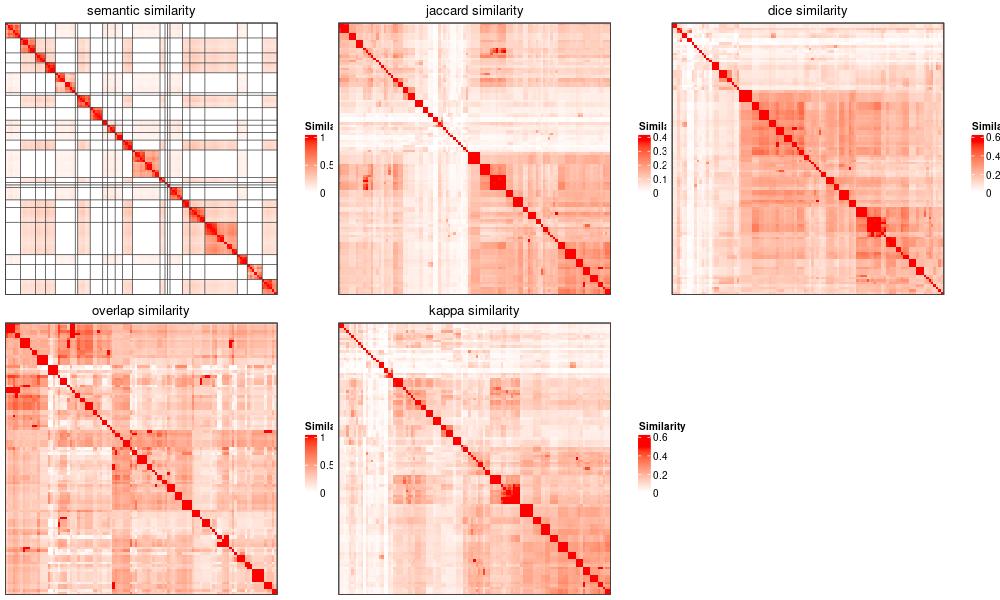 semantic similarity
jaccard similarity
dice similarity
Simila
1
0.5
0
Simila
0.4
0.3
0.2
0.1
0
Simila
0.6
0.4
0.2
0
overlap similarity
kappa similarity
Simila
1
0.5
0
Similarity
0.6
0.4
0.2
0